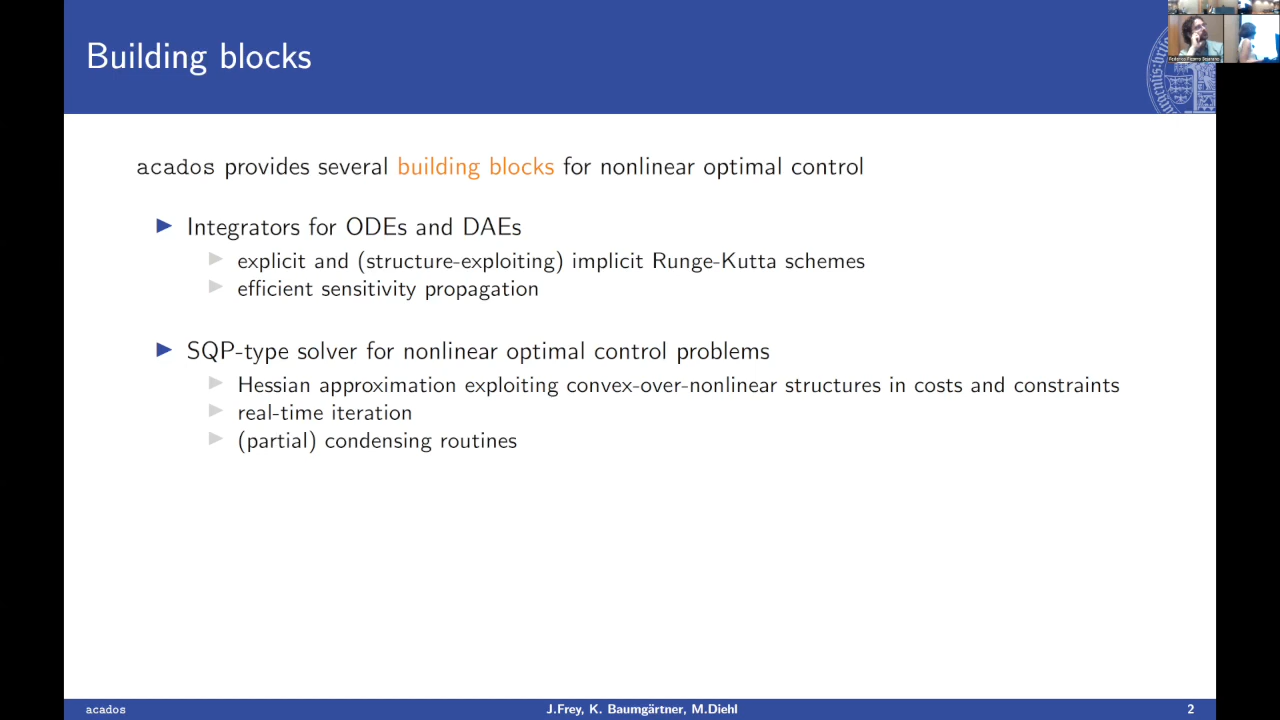 Building blocks
acados provides several building blocks for nonlinear optimal control
Integrators for ODEs and DAEs
explicit and (structure-exploiting) implicit Runge-Kutta schemes
efficient sensitivity propagation
SQP-type solver for nonlinear optimal control problems
Hessian approximation exploiting convex-over-nonlinear structures in costs and constraints
real-time iteration
(partial) condensing routines
acados
J.Frey, K. Baumgärtner, M.Diehl
2